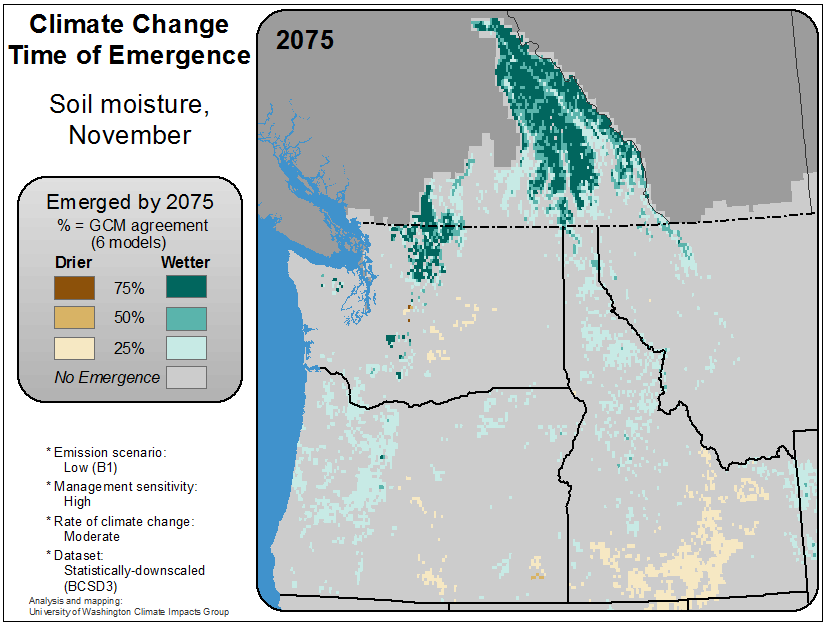 Climate Change
Time of Emergence
Soil moisture,
November
Emerged by 2075
% = GCM agreement
(6 models)
Drier Wetter
75%
50%
25%
No Emergence
* Emission scenario:
Low (B1)
* Management sensitivity:
High
* Rate of climate change:
Moderate
* Dataset:
Statistically-downscaled
(BCSD3)
Analysis and mapping:
University of Washington Climate Impacts Group
2075